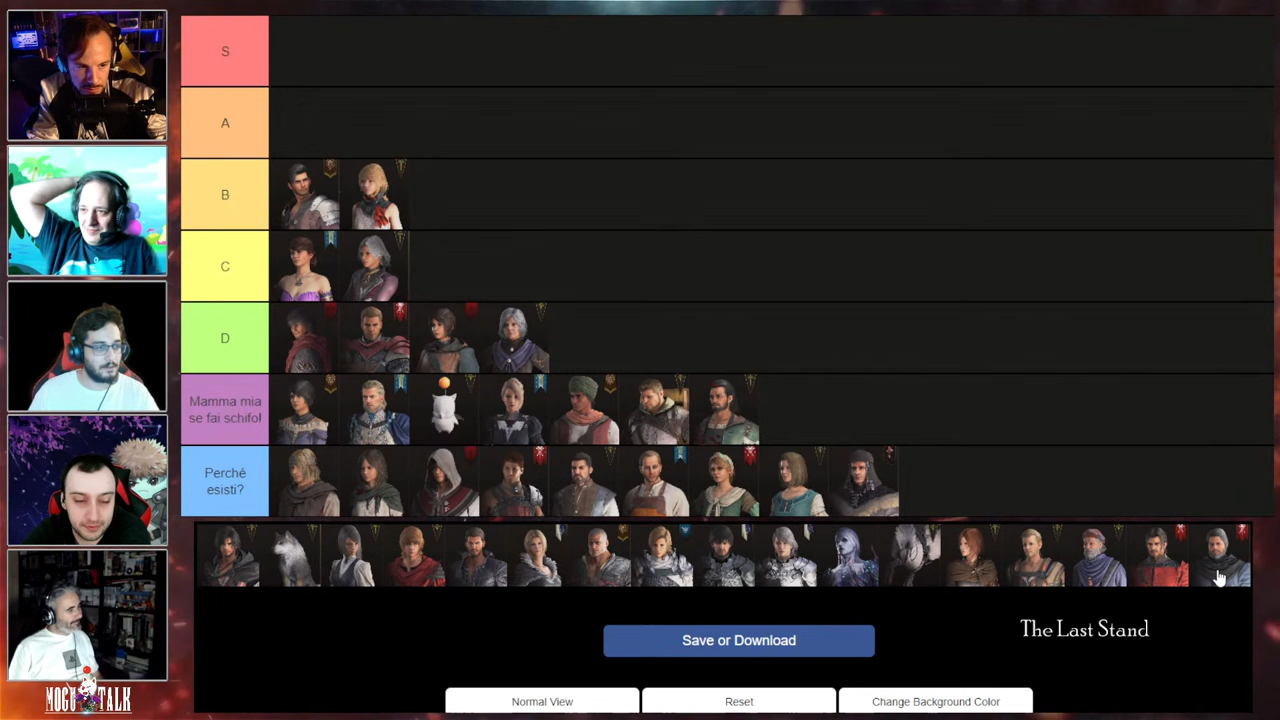 S
A
B
C
D
Mamma mia
se fai schifo!
Perché
esisti?
The Last Stand
Save or Download
Normal View
Reset
Change Background Color
MOGU TALK